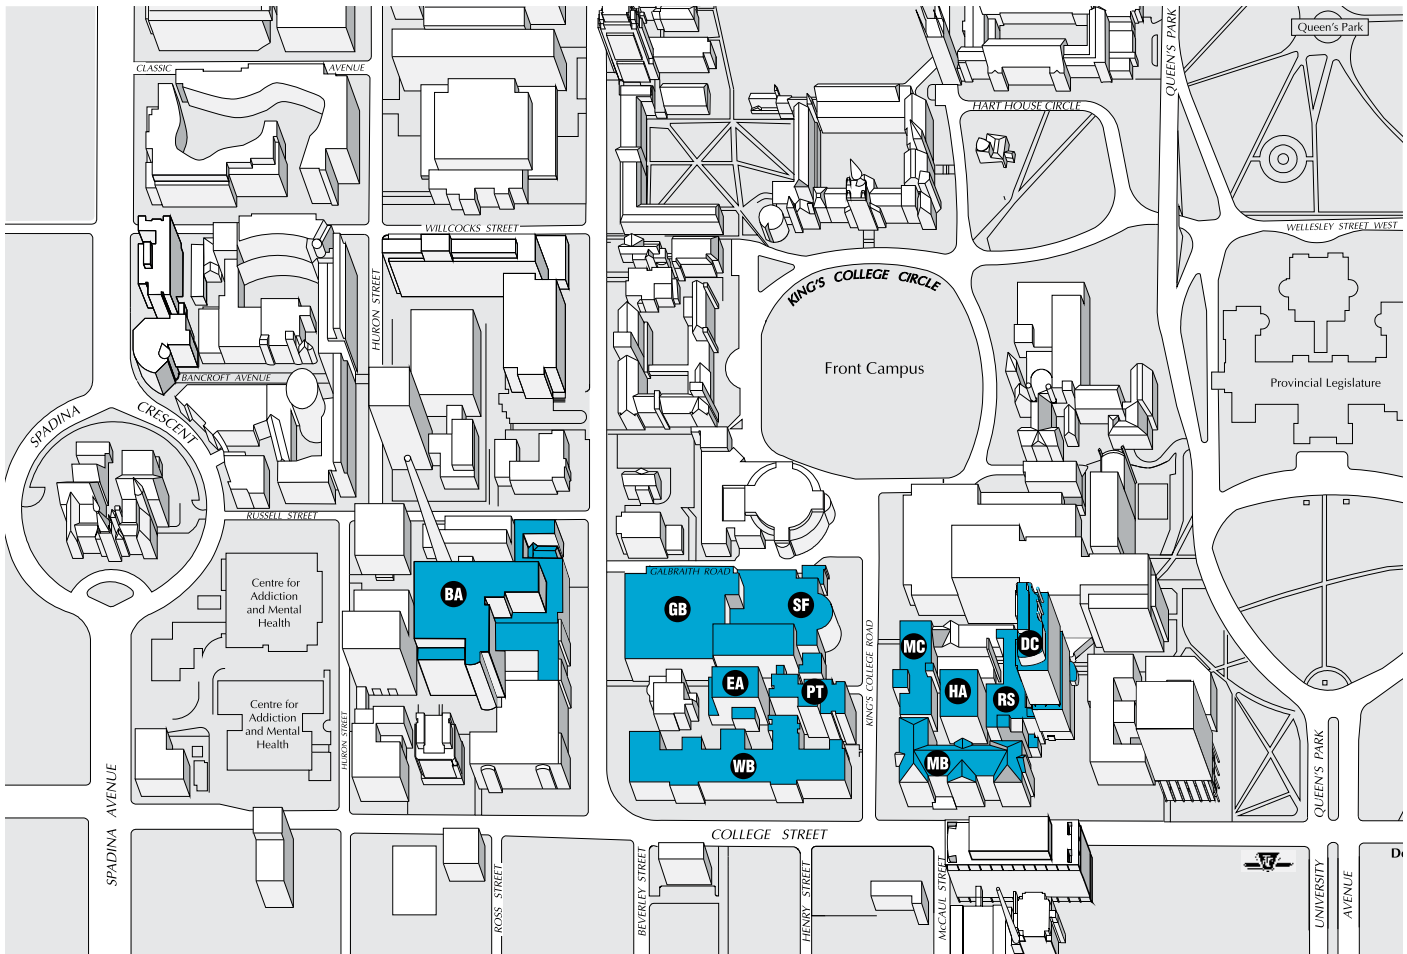 Queen's Park
QUEEN'S PARK
CLASSIC AVENUE
HART HOUSE CIRCLE
WILLCOCKS STREET
WELLESLEY STREET WEST
HURON STREET
KING'S COLLEGE CIRCLE
Front Campus
BANCROFT AVENUE
Provincial Legislature
SPADINA CRESCENT
RUSSELL STREET
GALBRAITH ROAD
Centre for
Addiction
and Mental
Health
BA
GB
SF
KING'S COLLEGE ROAD
MC
DC
EA
PT
HA
RS
Centre for
Addiction
and Mental
Health
HURON STREET
WB
MB
SPADINA AVENUE
QUEEN'S PARK
COLLEGE STREET
ROSS STREET
BEVERLEY STREET
HENRY STREET
McCAUL STREET
UNIVERSITY
AVENUE